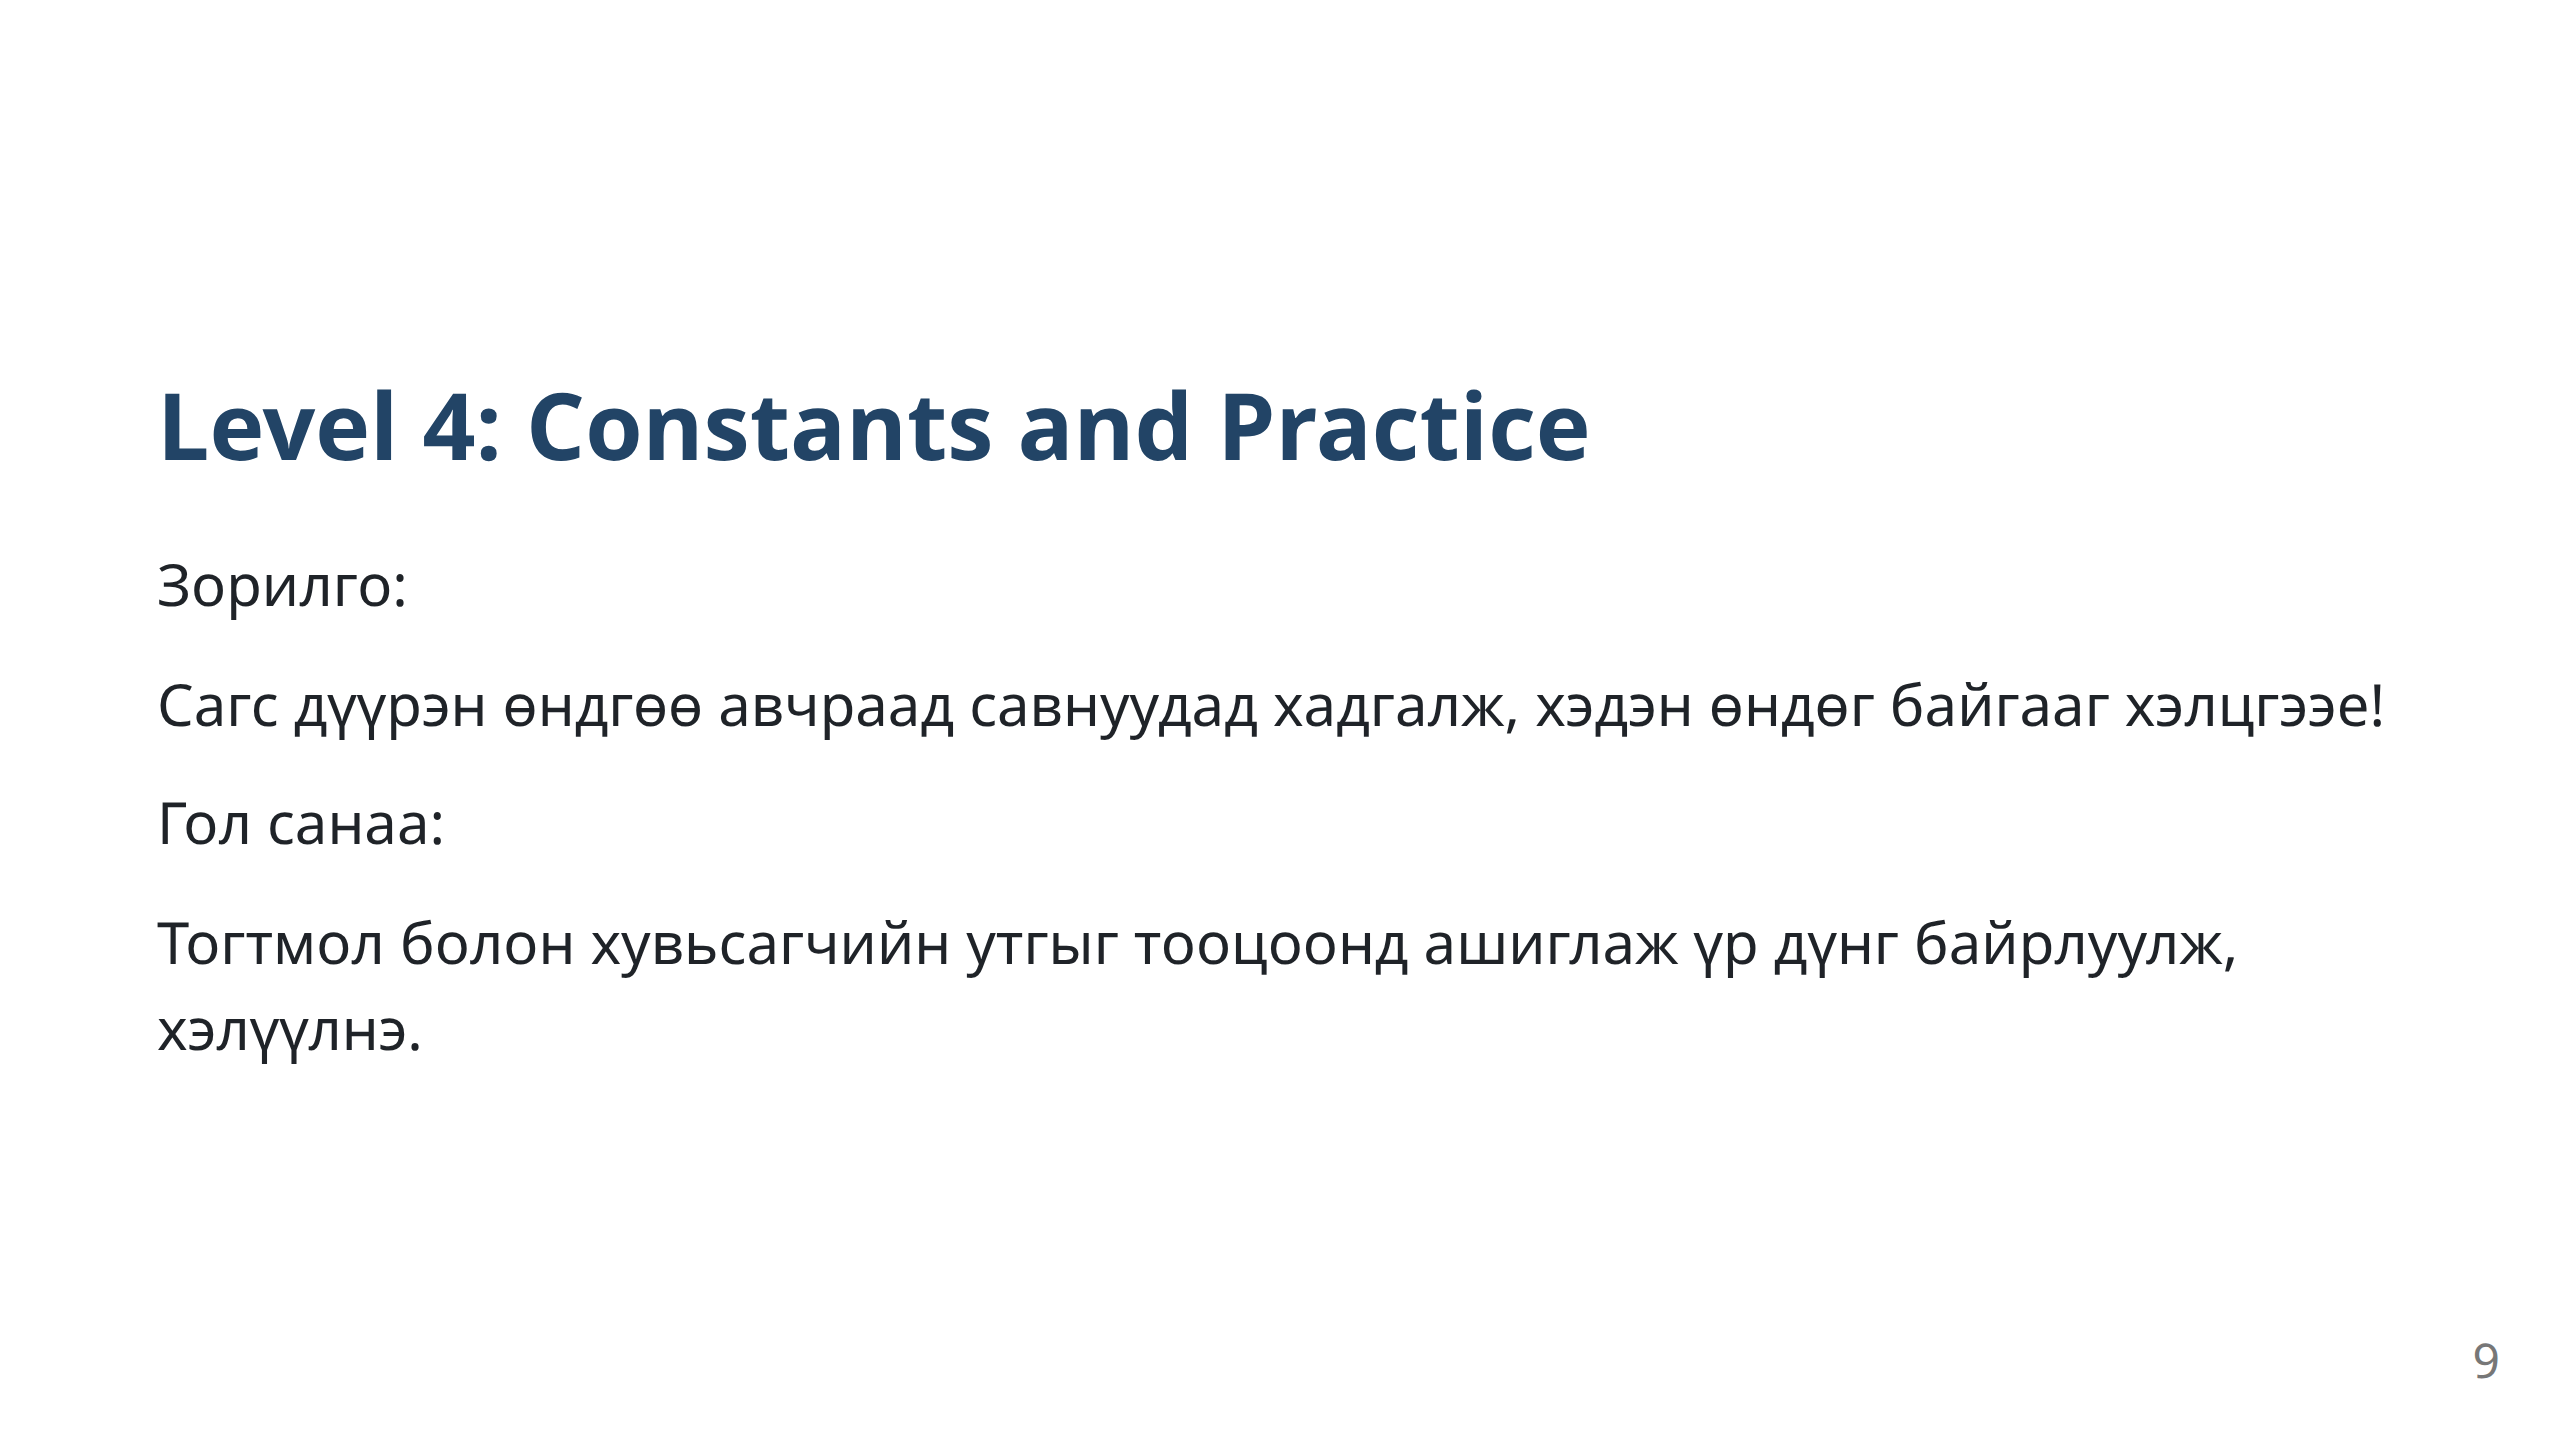 Level 4: Constants and Practice
Зорилго:
Сагс дүүрэн өндгөө авчраад савнуудад хадгалж, хэдэн өндөг байгааг хэлцгээе!
Гол санаа:
Тогтмол болон хувьсагчийн утгыг тооцоонд ашиглаж үр дүнг байрлуулж,
хэлүүлнэ.
9